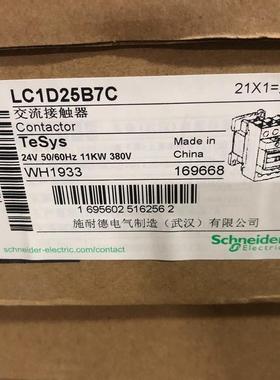 LC1D25B7C
21X1=
交流接触器
Contactor
TeSys
24V 50/60Hz 11KW 380V
Made in
China
WH1933
169668
1 695602 516256 2
施耐德电气制造（武汉）有限公司
schneider-electric.com/contact
Schneider
Electric